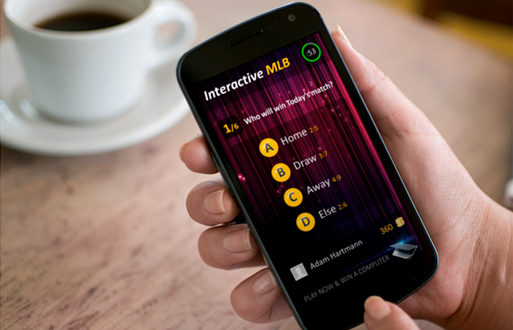 :53
Interactive MLB
1/6 Who will win Today's match?
A Home 2:5
B Draw 3:7
C Away 4:9
D Else 2:6
Adam Hartmann 360
PLAY NOW & WIN A COMPUTER